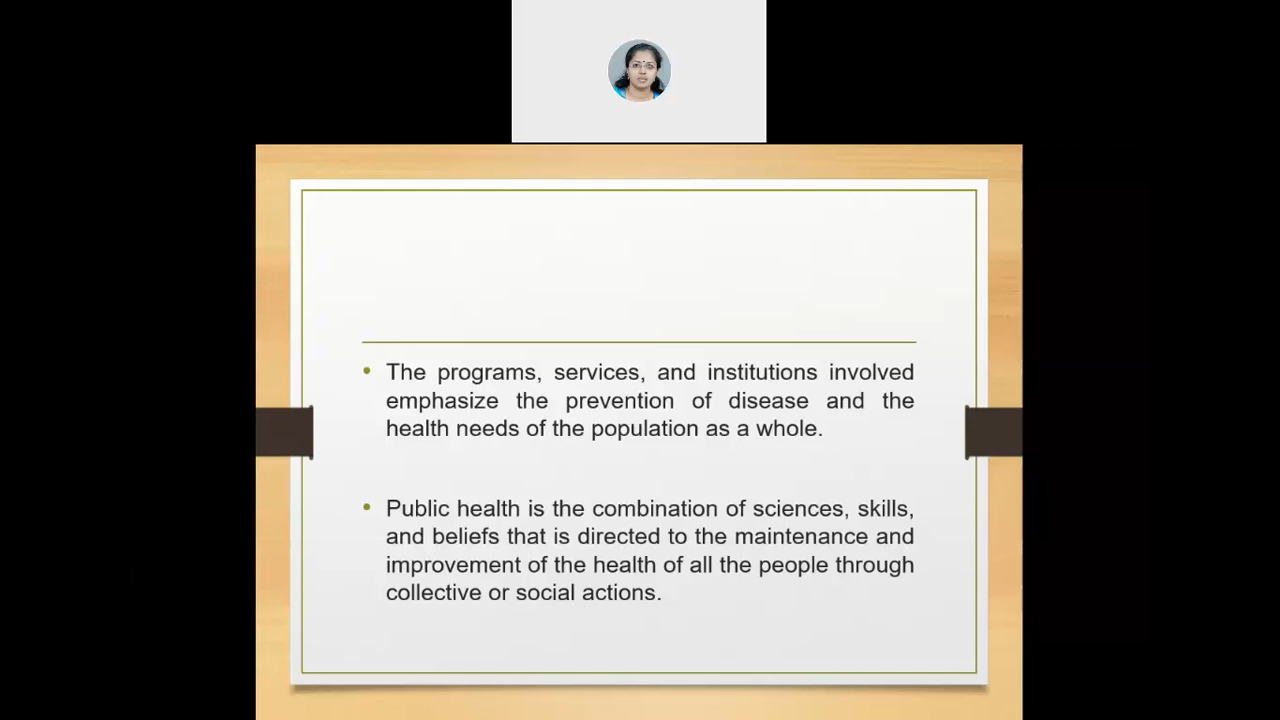 • The programs, services, and institutions involved
emphasize the prevention of disease and the
health needs of the population as a whole.
• Public health is the combination of sciences, skills,
and beliefs that is directed to the maintenance and
improvement of the health of all the people through
collective or social actions.